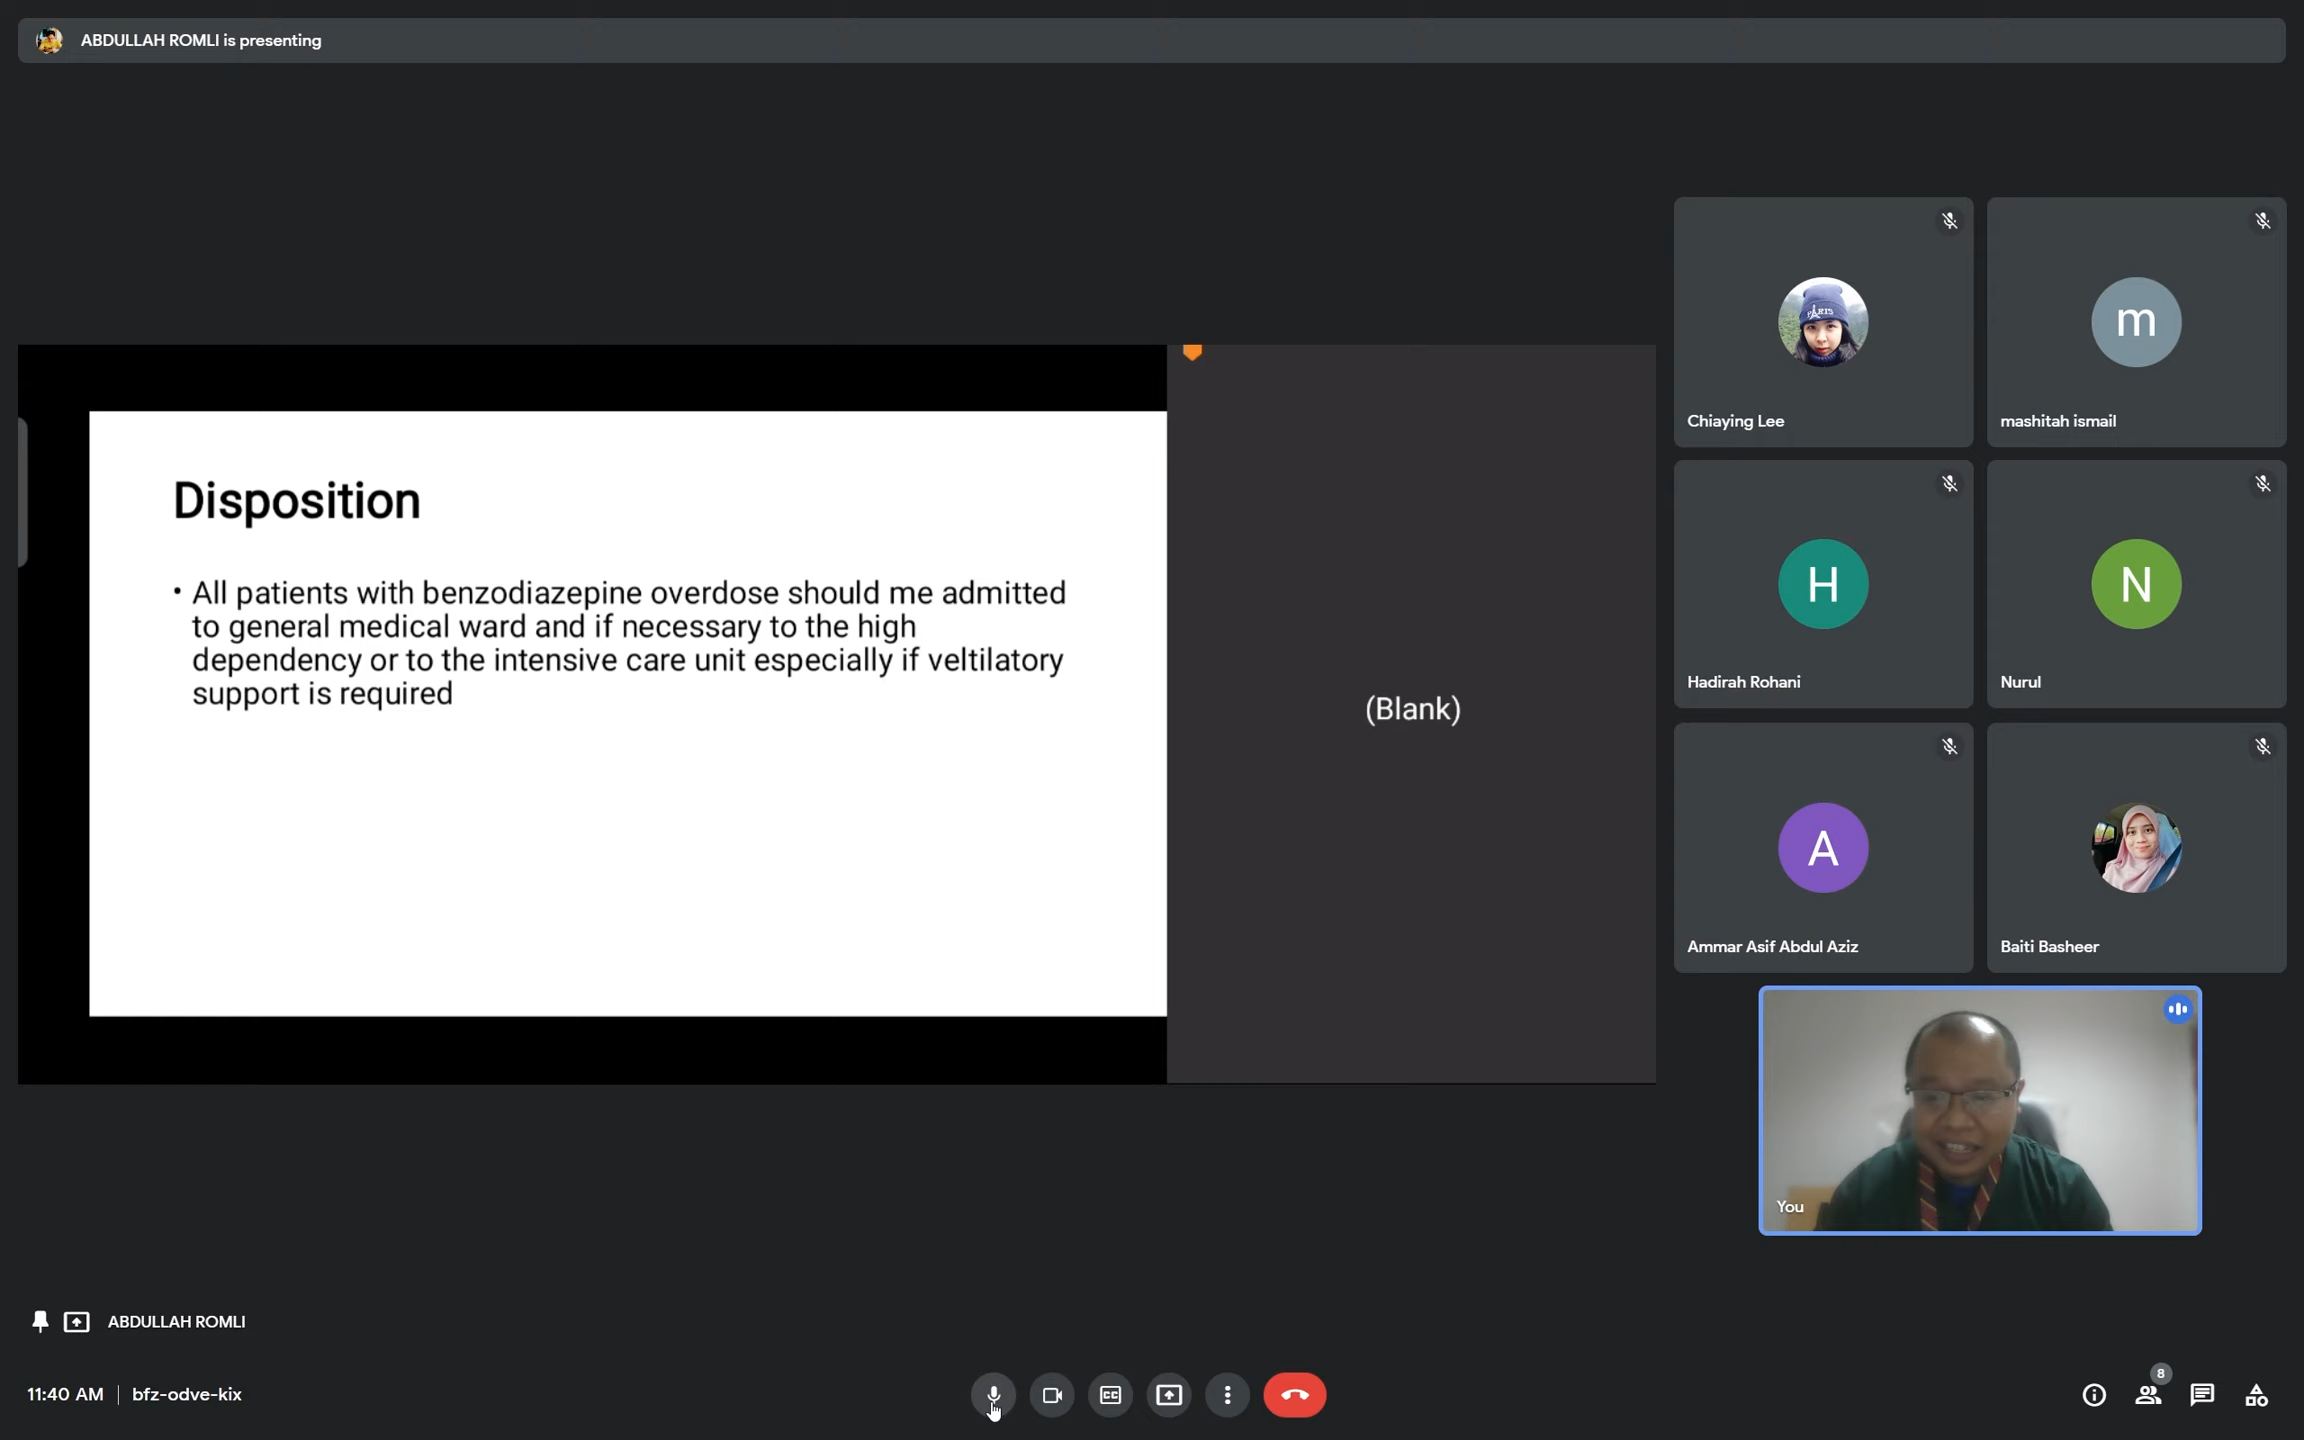 ABDULLAH ROMLI is presenting
Disposition
• All patients with benzodiazepine overdose should me admitted
to general medical ward and if necessary to the high
dependency or to the intensive care unit especially if veltilatory
support is required
(Blank)
PARIS
Chiaying Lee
m
mashitah ismail
H
Hadirah Rohani
N
Nurul
A
Ammar Asif Abdul Aziz
Baiti Basheer
You
ABDULLAH ROMLI
11:40 AM | bfz-odve-kix
CC
8